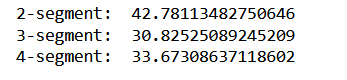 2-segment:  42.78113482750646
3-segment:  30.82525089245209
4-segment:  33.67308637118602